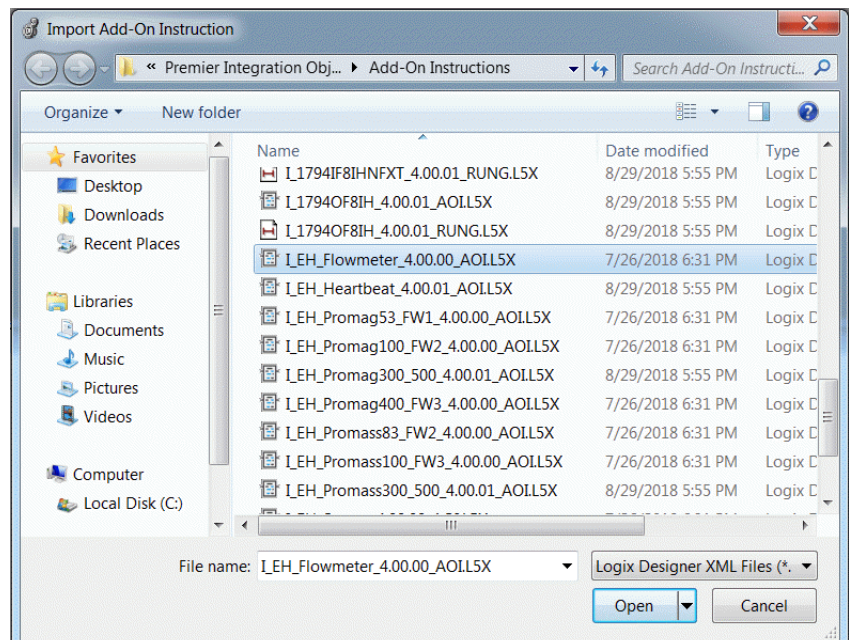 Import Add-On Instruction
« Premier Integration Obj... ▸ Add-On Instructions
Search Add-On Instructi...
Organize
New folder
Favorites
Desktop
Downloads
Recent Places
Libraries
Documents
Music
Pictures
Videos
Computer
Local Disk (C:)
Name Date modified Type
I_1794IF8IHNFXT_4.00.01_RUNG.L5X 8/29/2018 5:55 PM Logix D
I_1794OF8IH_4.00.01_AOI.L5X 8/29/2018 5:55 PM Logix D
I_1794OF8IH_4.00.01_RUNG.L5X 8/29/2018 5:55 PM Logix D
I_EH_Flowmeter_4.00.00_AOI.L5X 7/26/2018 6:31 PM Logix D
I_EH_Heartbeat_4.00.01_AOI.L5X 8/29/2018 5:55 PM Logix D
I_EH_Promag53_FW1_4.00.00_AOI.L5X 7/26/2018 6:31 PM Logix D
I_EH_Promag100_FW2_4.00.00_AOI.L5X 7/26/2018 6:31 PM Logix D
I_EH_Promag300_500_4.00.01_AOI.L5X 8/29/2018 5:55 PM Logix D
I_EH_Promag400_FW3_4.00.00_AOI.L5X 7/26/2018 6:31 PM Logix D
I_EH_Promass83_FW2_4.00.00_AOI.L5X 7/26/2018 6:31 PM Logix D
I_EH_Promass100_FW3_4.00.00_AOI.L5X 7/26/2018 6:31 PM Logix D
I_EH_Promass300_500_4.00.01_AOI.L5X 8/29/2018 5:55 PM Logix D
File name: I_EH_Flowmeter_4.00.00_AOI.L5X
Logix Designer XML Files (*.
Open
Cancel